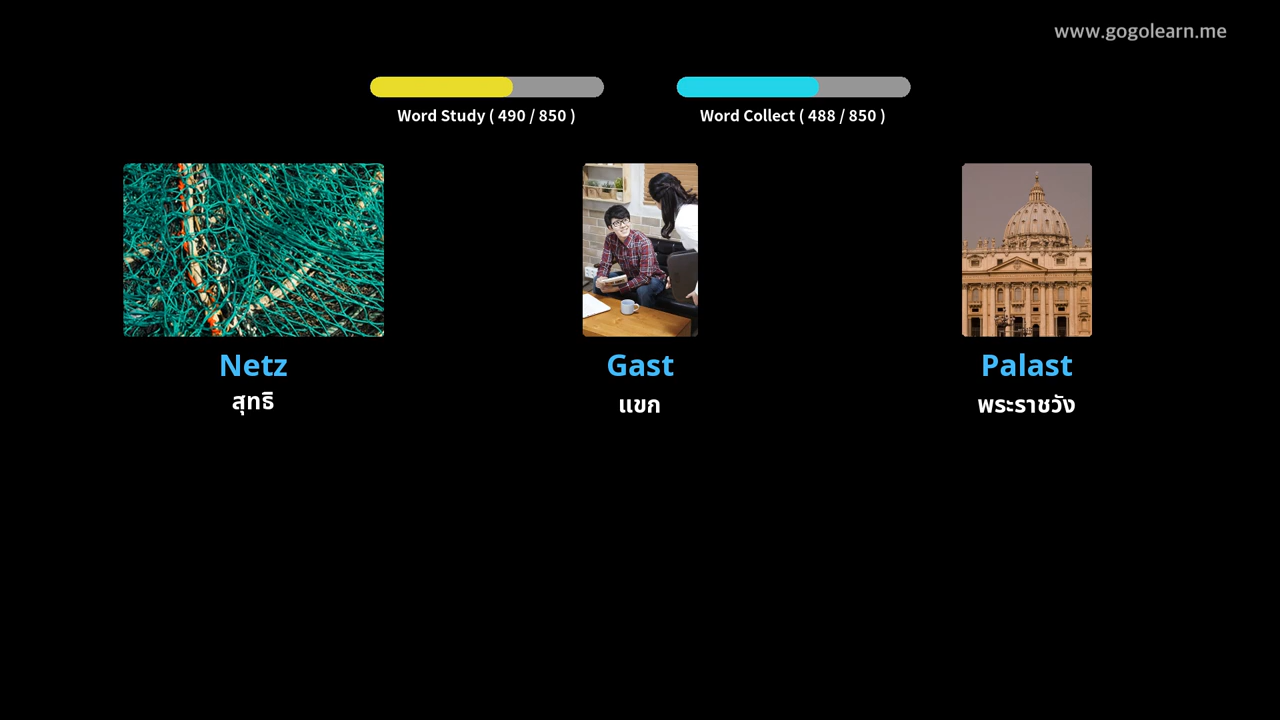 www.gogolearn.me
Word Study ( 490 / 850 )
Word Collect ( 488 / 850 )
Netz
สุทธิ
Gast
แขก
Palast
พระราชวัง